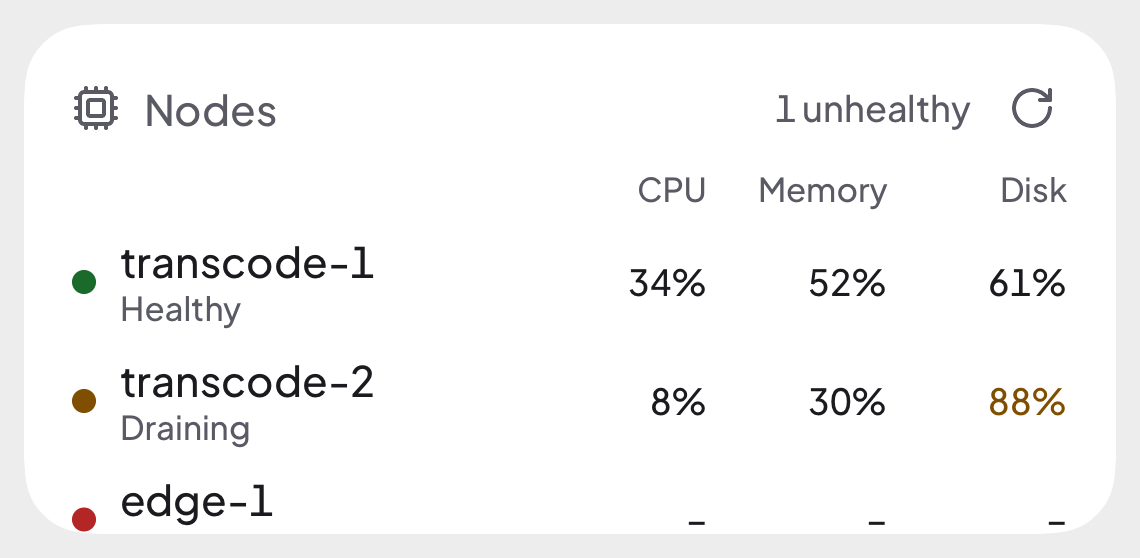 Nodes 1 unhealthy
CPU Memory Disk
transcode-1
Healthy
34% 52% 61%
transcode-2
Draining
8% 30% 88%
edge-1
– – –